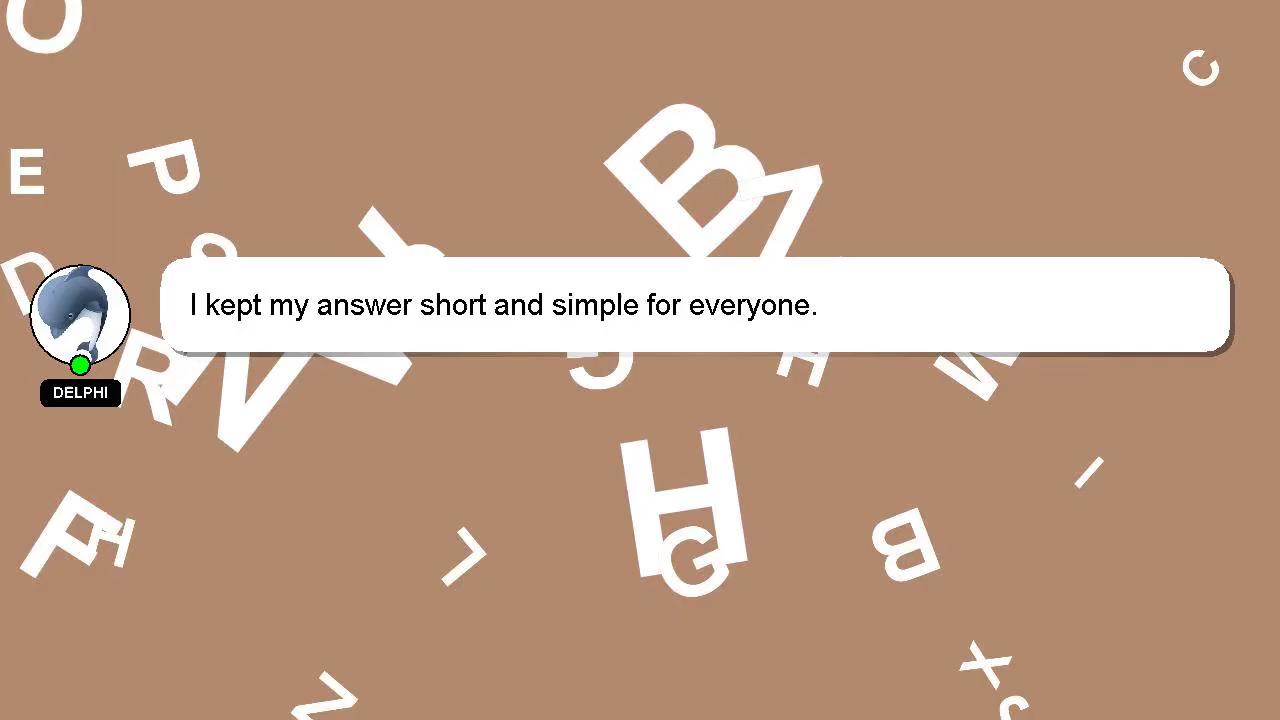 I kept my answer short and simple for everyone.
DELPHI
O
C
E
P
B
Z
D
R
H
F
H
L
H
G
B
I
X
Z